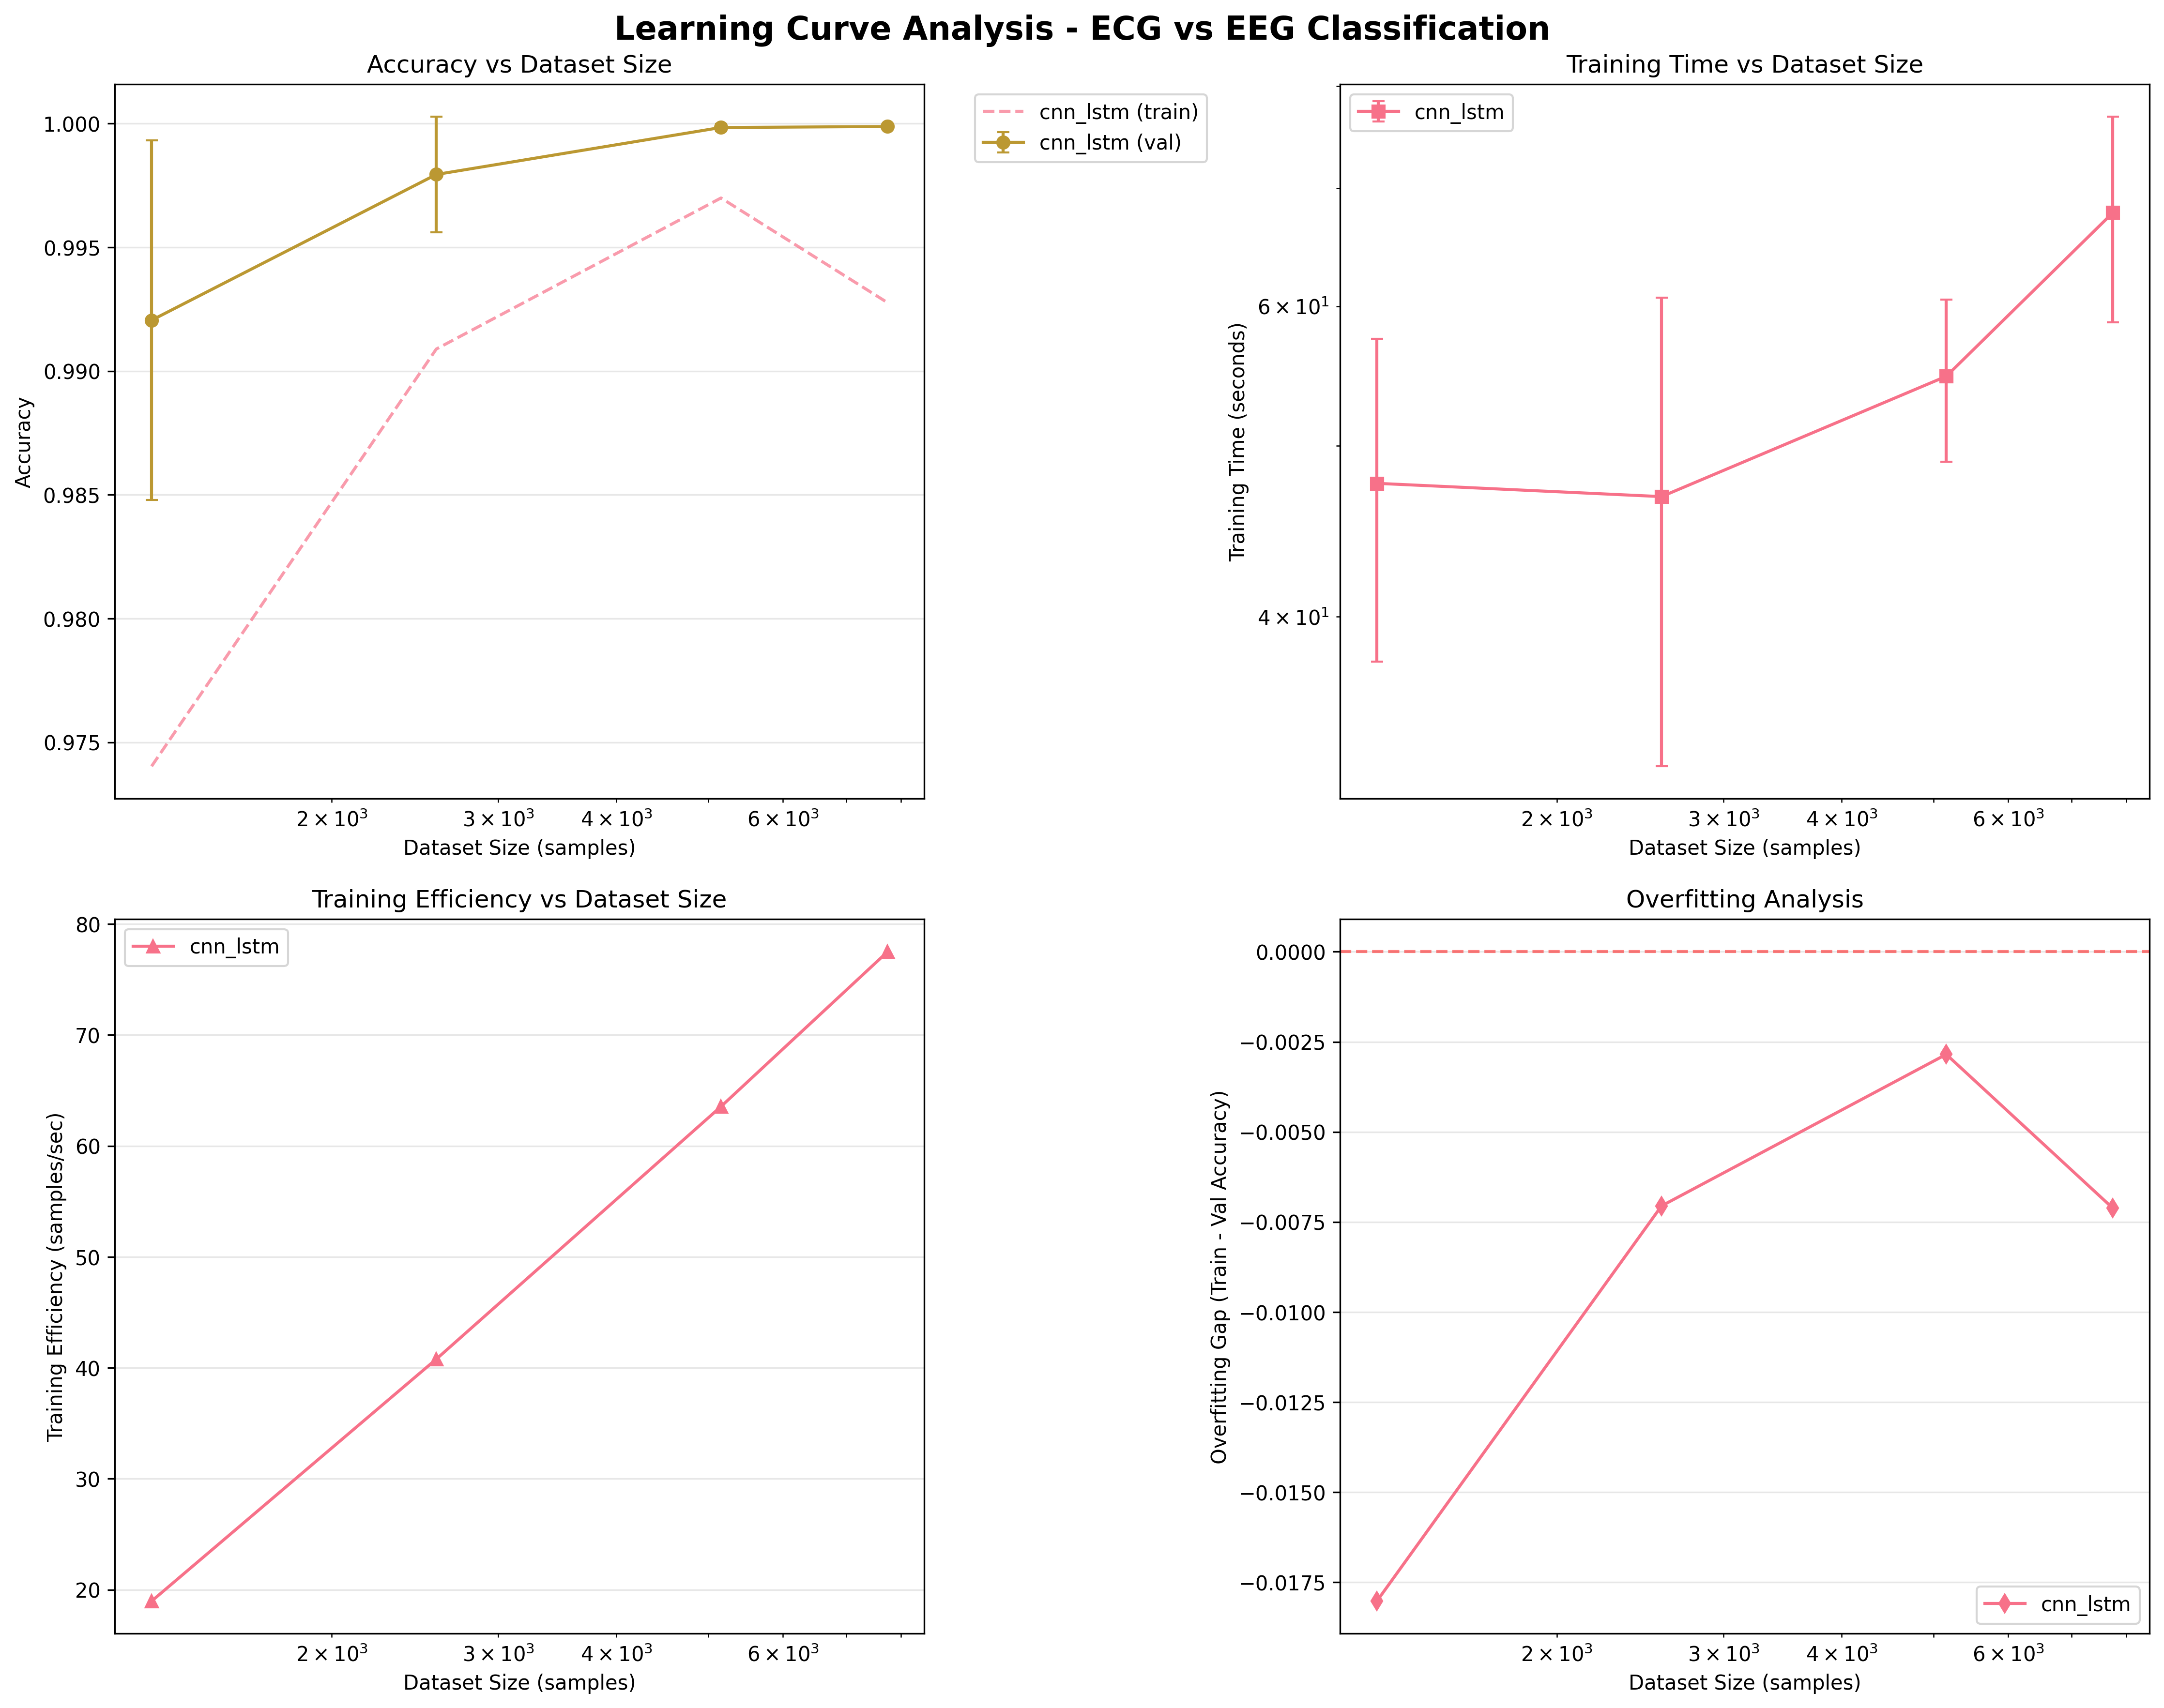 Learning Curve Analysis - ECG vs EEG Classification
Accuracy vs Dataset Size
1.000
0.995
0.990
0.985
0.980
0.975
Accuracy
2 × 10³
3 × 10³
4 × 10³
6 × 10³
Dataset Size (samples)
cnn_lstm (train)
cnn_lstm (val)
Training Time vs Dataset Size
cnn_lstm
6 × 10¹
4 × 10¹
Training Time (seconds)
2 × 10³
3 × 10³
4 × 10³
6 × 10³
Dataset Size (samples)
Training Efficiency vs Dataset Size
cnn_lstm
80
70
60
50
40
30
20
Training Efficiency (samples/sec)
2 × 10³
3 × 10³
4 × 10³
6 × 10³
Dataset Size (samples)
Overfitting Analysis
0.0000
−0.0025
−0.0050
−0.0075
−0.0100
−0.0125
−0.0150
−0.0175
Overfitting Gap (Train - Val Accuracy)
cnn_lstm
2 × 10³
3 × 10³
4 × 10³
6 × 10³
Dataset Size (samples)